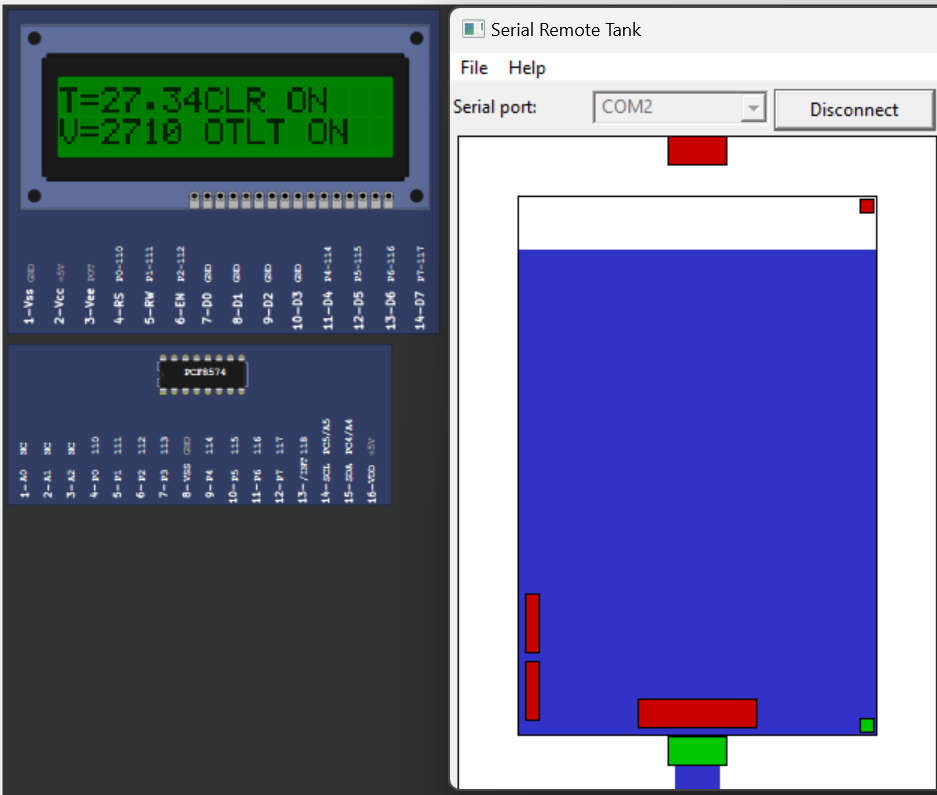 T=27.34CLR ON
V=2710 OTLT ON
1-Vss GND
2-Vcc +5V
3-Vee POT
4-RS P0-110
5-RW P1-111
6-EN P2-112
7-D0 GND
8-D1 GND
9-D2 GND
10-D3 GND
11-D4 P4-114
12-D5 P5-115
13-D6 P6-116
14-D7 P7-117
PCF8574
1-A0 NC
2-A1 NC
3-A2 NC
4-P0 110
5-P1 111
6-P2 112
7-P3 113
8-VSS GND
9-P4 114
10-P5 115
11-P6 116
12-P7 117
13-/INT 118
14-SCL PC5/A5
15-SDA PC4/A4
16-VDD +5V
Serial Remote Tank
File Help
Serial port: COM2 Disconnect